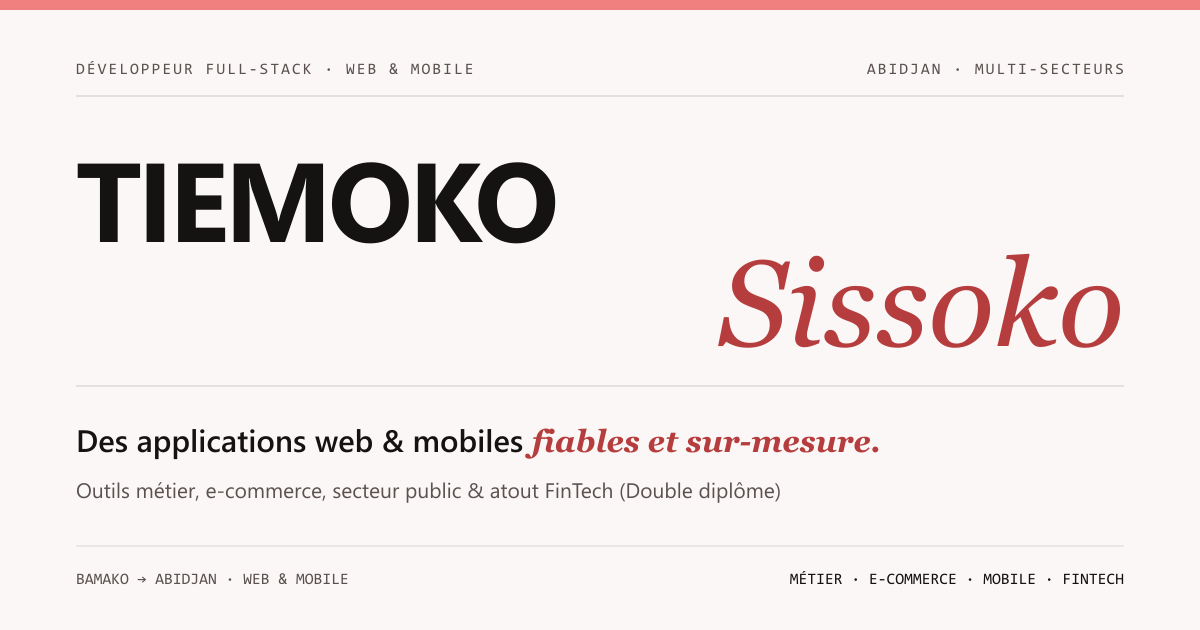 DÉVELOPPEUR FULL-STACK · WEB & MOBILE
ABIDJAN · MULTI-SECTEURS
TIEMOKO
Sissoko
Des applications web & mobiles fiables et sur-mesure.
Outils métier, e-commerce, secteur public & atout FinTech (Double diplôme)
BAMAKO → ABIDJAN · WEB & MOBILE
MÉTIER · E-COMMERCE · MOBILE · FINTECH